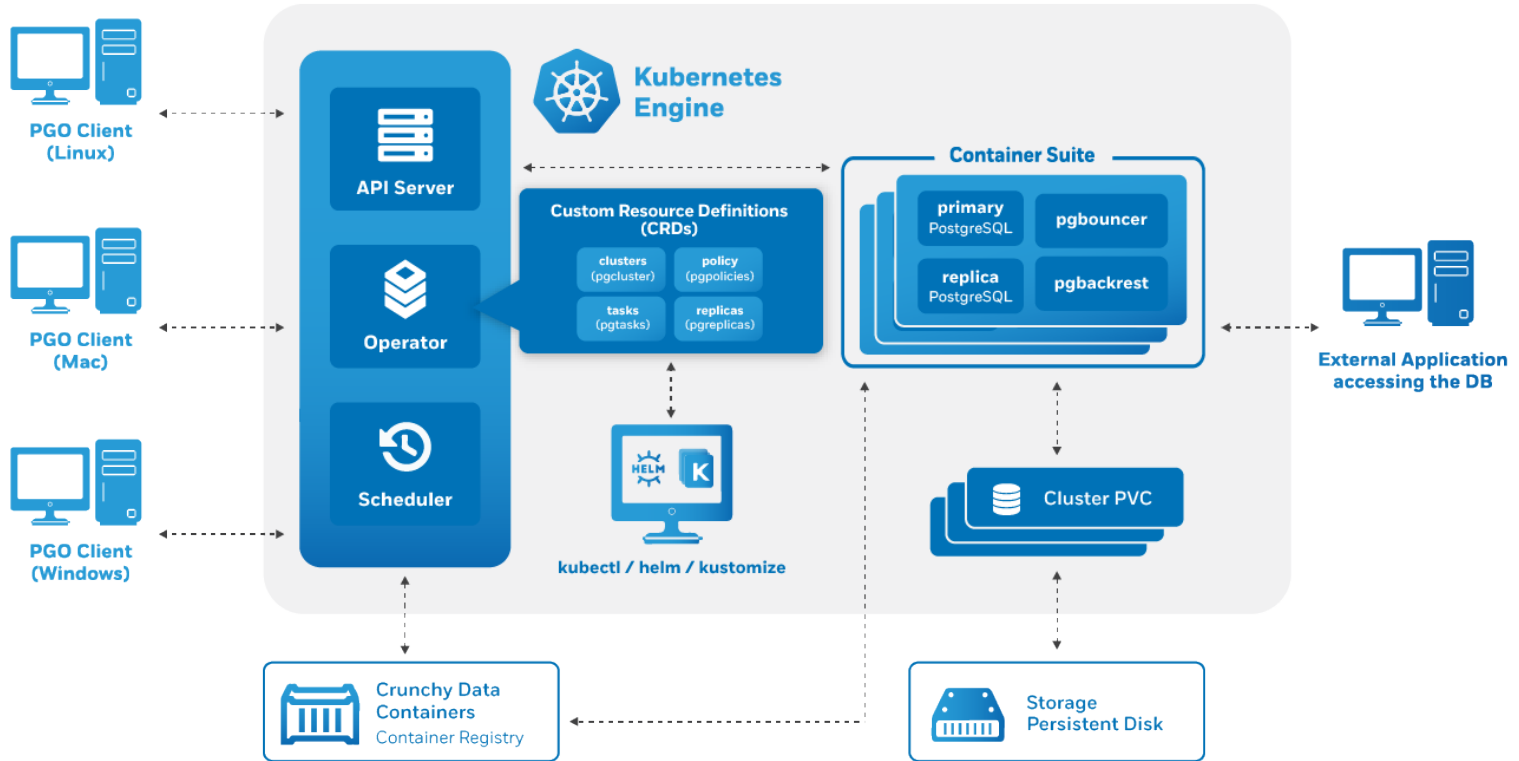 PGO Client
(Linux)
PGO Client
(Mac)
PGO Client
(Windows)
API Server
Operator
Scheduler
Kubernetes
Engine
Custom Resource Definitions
(CRDs)
clusters
(pgcluster)
policy
(pgpolicies)
tasks
(pgtasks)
replicas
(pgreplicas)
HELM
K
kubectl / helm / kustomize
Container Suite
primary
PostgreSQL
pgbouncer
replica
PostgreSQL
pgbackrest
Cluster PVC
External Application
accessing the DB
Crunchy Data
Containers
Container Registry
Storage
Persistent Disk